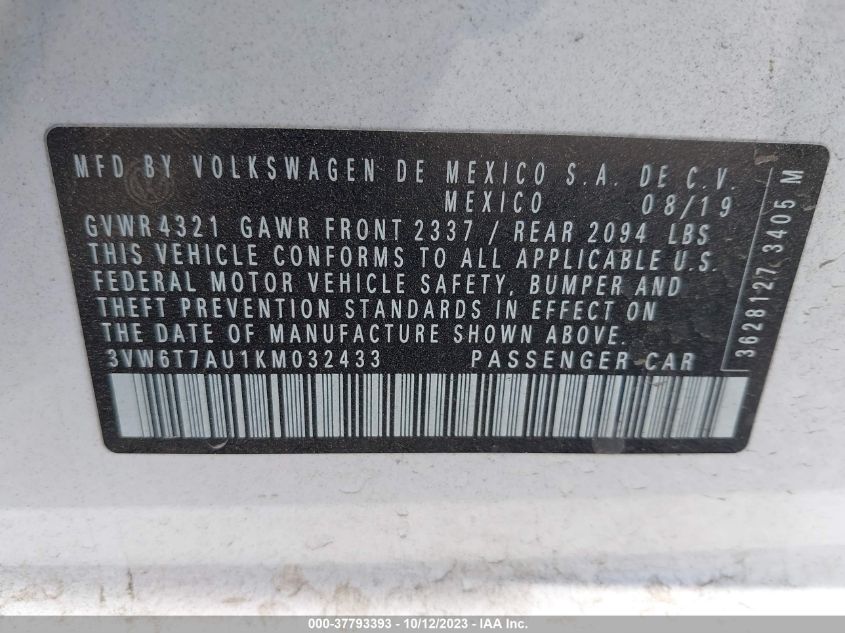 MFD BY VOLKSWAGEN DE MEXICO S.A. DE C.V.
MEXICO 08/19
GVWR 4321 GAWR FRONT 2337 / REAR 2094 LBS
THIS VEHICLE CONFORMS TO ALL APPLICABLE U.S.
FEDERAL MOTOR VEHICLE SAFETY, BUMPER AND
THEFT PREVENTION STANDARDS IN EFFECT ON
THE DATE OF MANUFACTURE SHOWN ABOVE.
3VW6T7AU1KM032433 PASSENGER CAR
3628127 3405 M
000-37793393 - 10/12/2023 - IAA Inc.